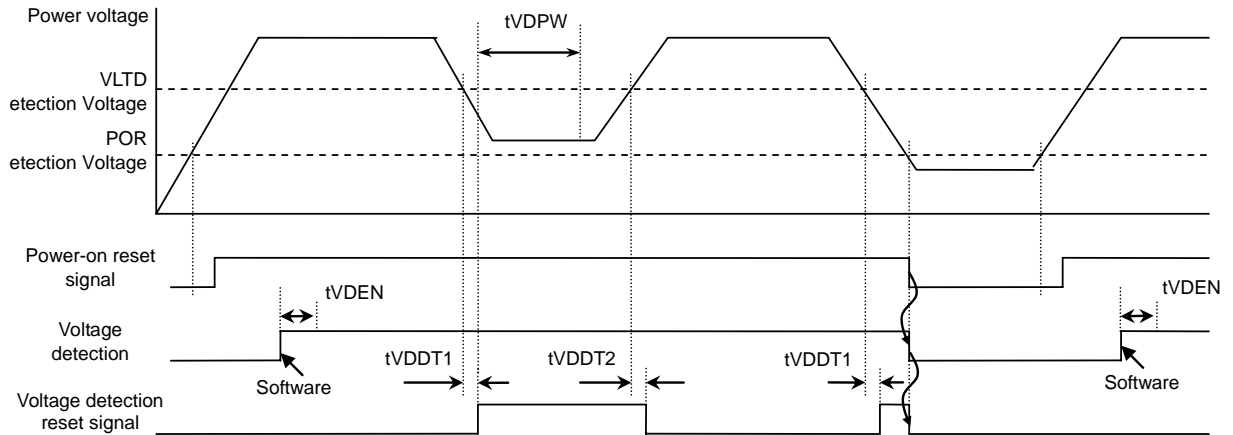 Power voltage
tVDPW
VLTD
etection Voltage
POR
etection Voltage
Power-on reset
signal
tVDEN
tVDEN
Voltage
detection
tVDDT1
tVDDT2
tVDDT1
Software
Software
Voltage detection
reset signal